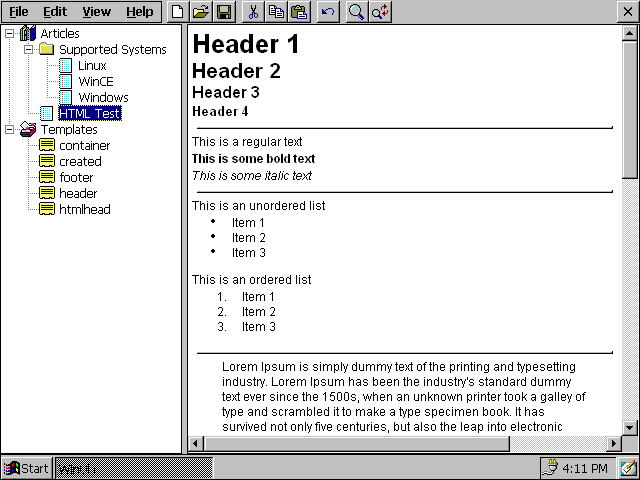 File Edit View Help
Articles
Supported Systems
Linux
WinCE
Windows
HTML Test
Templates
container
created
footer
header
htmlhead
Header 1
Header 2
Header 3
Header 4
This is a regular text
This is some bold text
This is some italic text
This is an unordered list
• Item 1
• Item 2
• Item 3
This is an ordered list
1. Item 1
2. Item 2
3. Item 3
Lorem Ipsum is simply dummy text of the printing and typesetting
industry. Lorem Ipsum has been the industry's standard dummy
text ever since the 1500s, when an unknown printer took a galley of
type and scrambled it to make a type specimen book. It has
survived not only five centuries, but also the leap into electronic
Start
4:11 PM